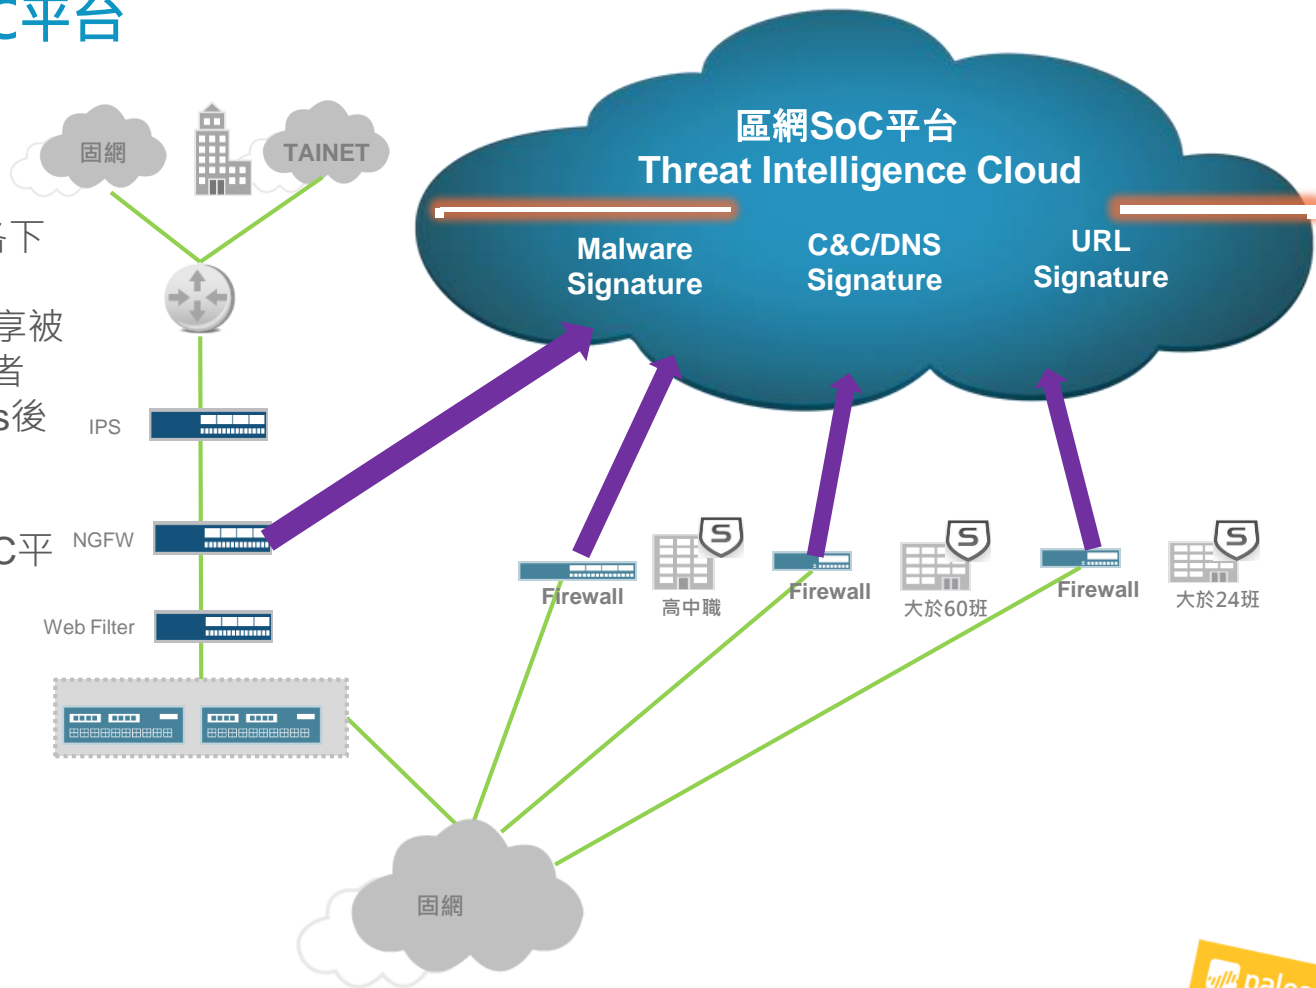 C平台
固網
TAINET
區網SoC平台
Threat Intelligence Cloud
Malware
Signature
C&C/DNS
Signature
URL
Signature
下
享被
者
s後
C平
IPS
NGFW
Web Filter
Firewall
高中職
Firewall
大於60班
Firewall
大於24班
S
S
S
固網